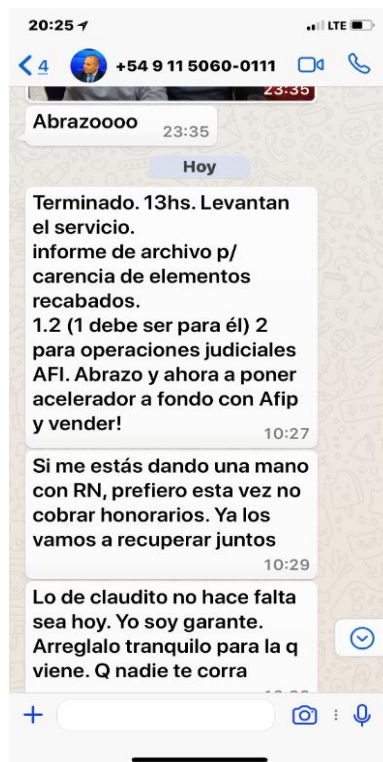 20:25
LTE
4
+54 9 11 5060-0111
23:35
Abrazoooo
23:35
Hoy
Terminado. 13hs. Levantan
el servicio.
informe de archivo p/
carencia de elementos
recabados.
1.2 (1 debe ser para él) 2
para operaciones judiciales
AFI. Abrazo y ahora a poner
acelerador a fondo con Afip
y vender!
10:27
Si me estás dando una mano
con RN, prefiero esta vez no
cobrar honorarios. Ya los
vamos a recuperar juntos
10:29
Lo de claudito no hace falta
sea hoy. Yo soy garante.
Arreglalo tranquilo para la q
viene. Q nadie te corra